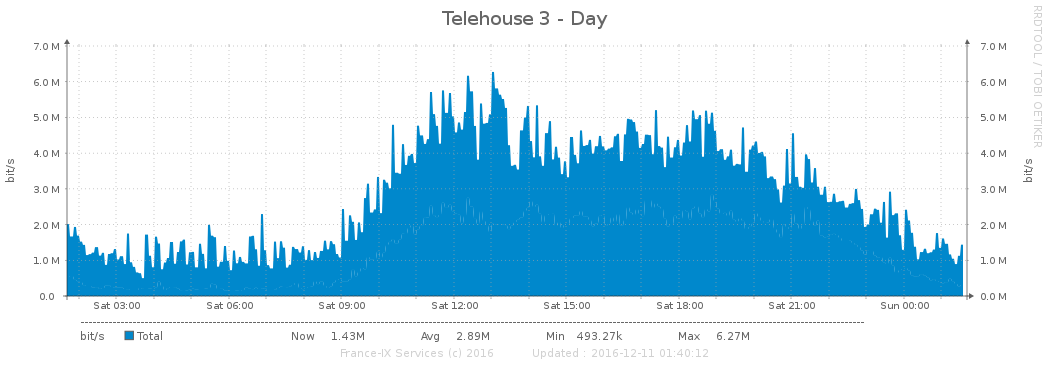 Telehouse 3 - Day
RRDTOOL / TOBI OETIKER
7.0 M 7.0 M
6.0 M 6.0 M
5.0 M 5.0 M
4.0 M 4.0 M
3.0 M 3.0 M
2.0 M 2.0 M
1.0 M 1.0 M
0.0 0.0 M
bit/s bit/s
Sat 03:00 Sat 06:00 Sat 09:00 Sat 12:00 Sat 15:00 Sat 18:00 Sat 21:00 Sun 00:00
bit/s Total Now 1.43M Avg 2.89M Min 493.27k Max 6.27M
France-IX Services (c) 2016 Updated : 2016-12-11 01:40:12